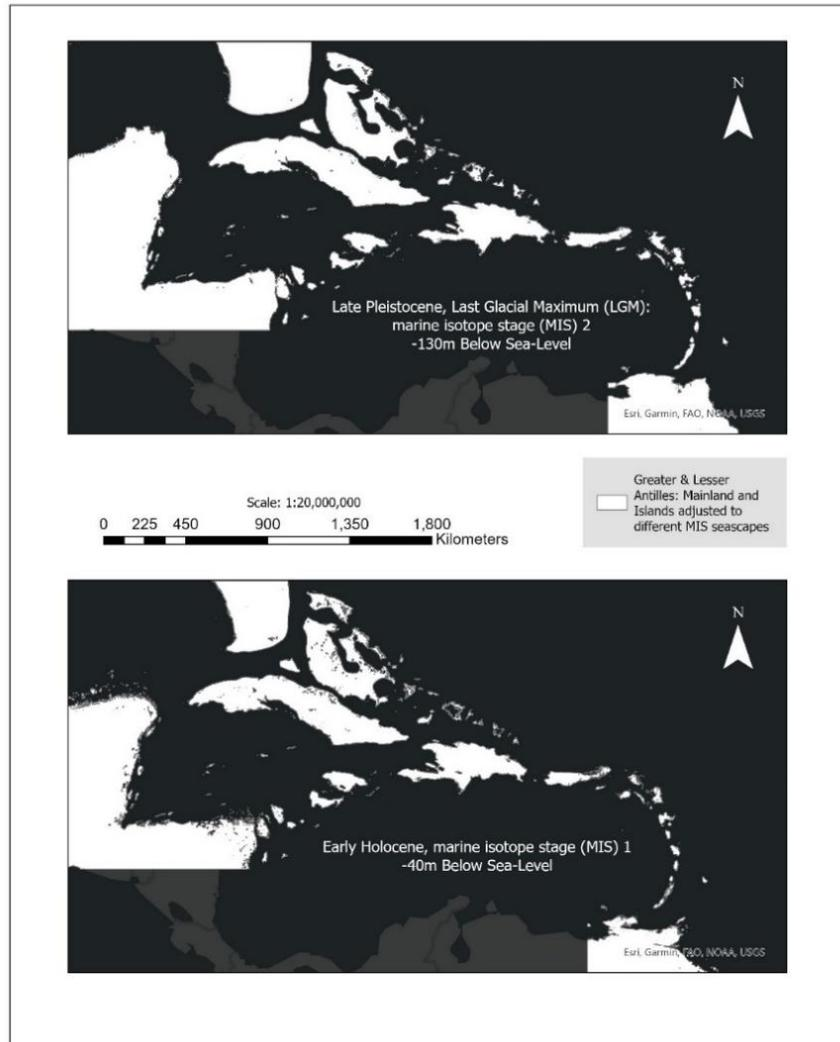 N
Late Pleistocene, Last Glacial Maximum (LGM):
marine isotope stage (MIS) 2
-130m Below Sea-Level
Esri, Garmin, FAO, NOAA, USGS
Scale: 1:20,000,000
0 225 450 900 1,350 1,800
Kilometers
Greater & Lesser
Antilles: Mainland and
Islands adjusted to
different MIS seascapes
N
Early Holocene, marine isotope stage (MIS) 1
-40m Below Sea-Level
Esri, Garmin, FAO, NOAA, USGS